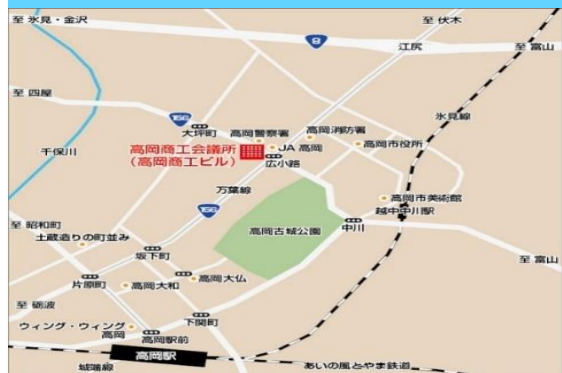 至 氷見・金沢
至 伏木
8
江尻
至 富山
至 四屋
156
大坪町
高岡警察署
高岡消防署
氷見線
高岡商工会議所
(高岡商工ビル)
JA 高岡
高岡市役所
広小路
千保川
万葉線
高岡市美術館
越中中川駅
156
至 昭和町
土蔵造りの町並み
高岡古城公園
中川
坂下町
至 富山
片原町
高岡大和
高岡大仏
至 砺波
ウィング・ウィング
高岡
下関町
高岡駅前
高岡駅
城端線
あいの風とやま鉄道